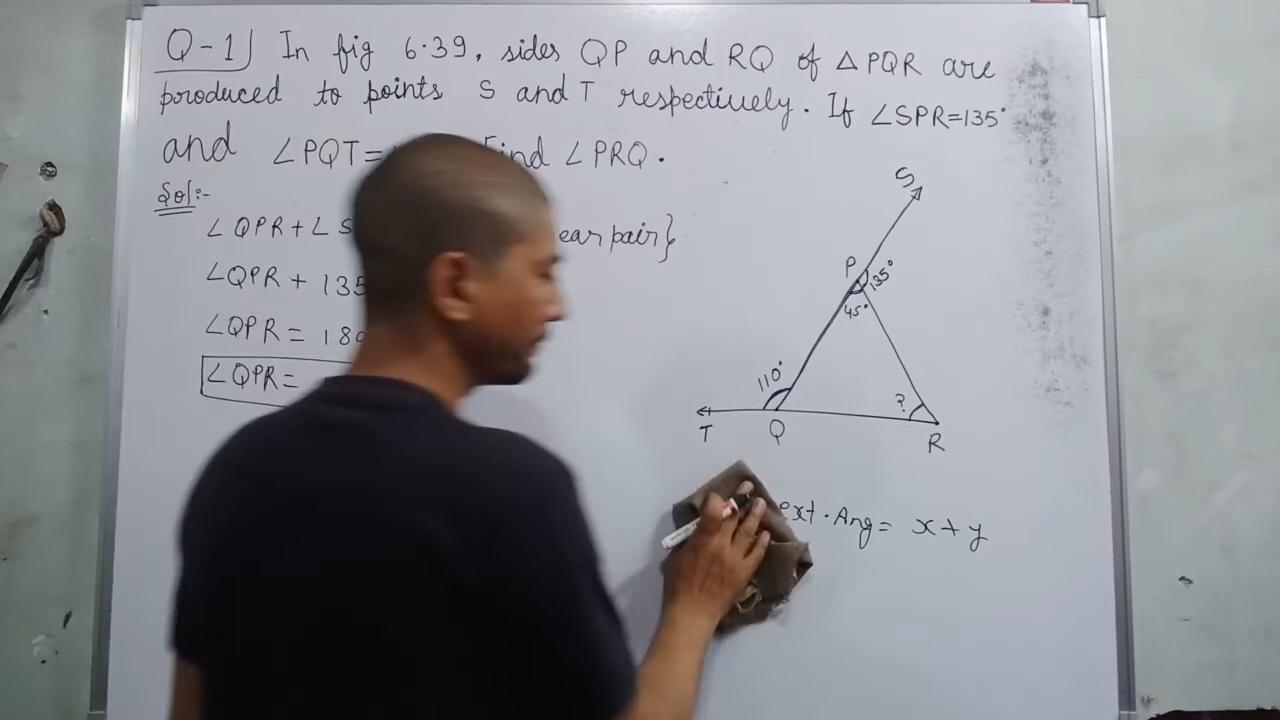 Q-1) In fig 6.39, sides QP and RQ of △PQR are
produced to points S and T respectively. If ∠SPR=135°
and ∠PQT= Find ∠PRQ.
Sol:-
∠QPR+∠S ear pair}
∠QPR + 135
∠QPR = 180
∠QPR =
S
P
135°
45°
110°
?
T
Q
R
ext. Ang = x+y